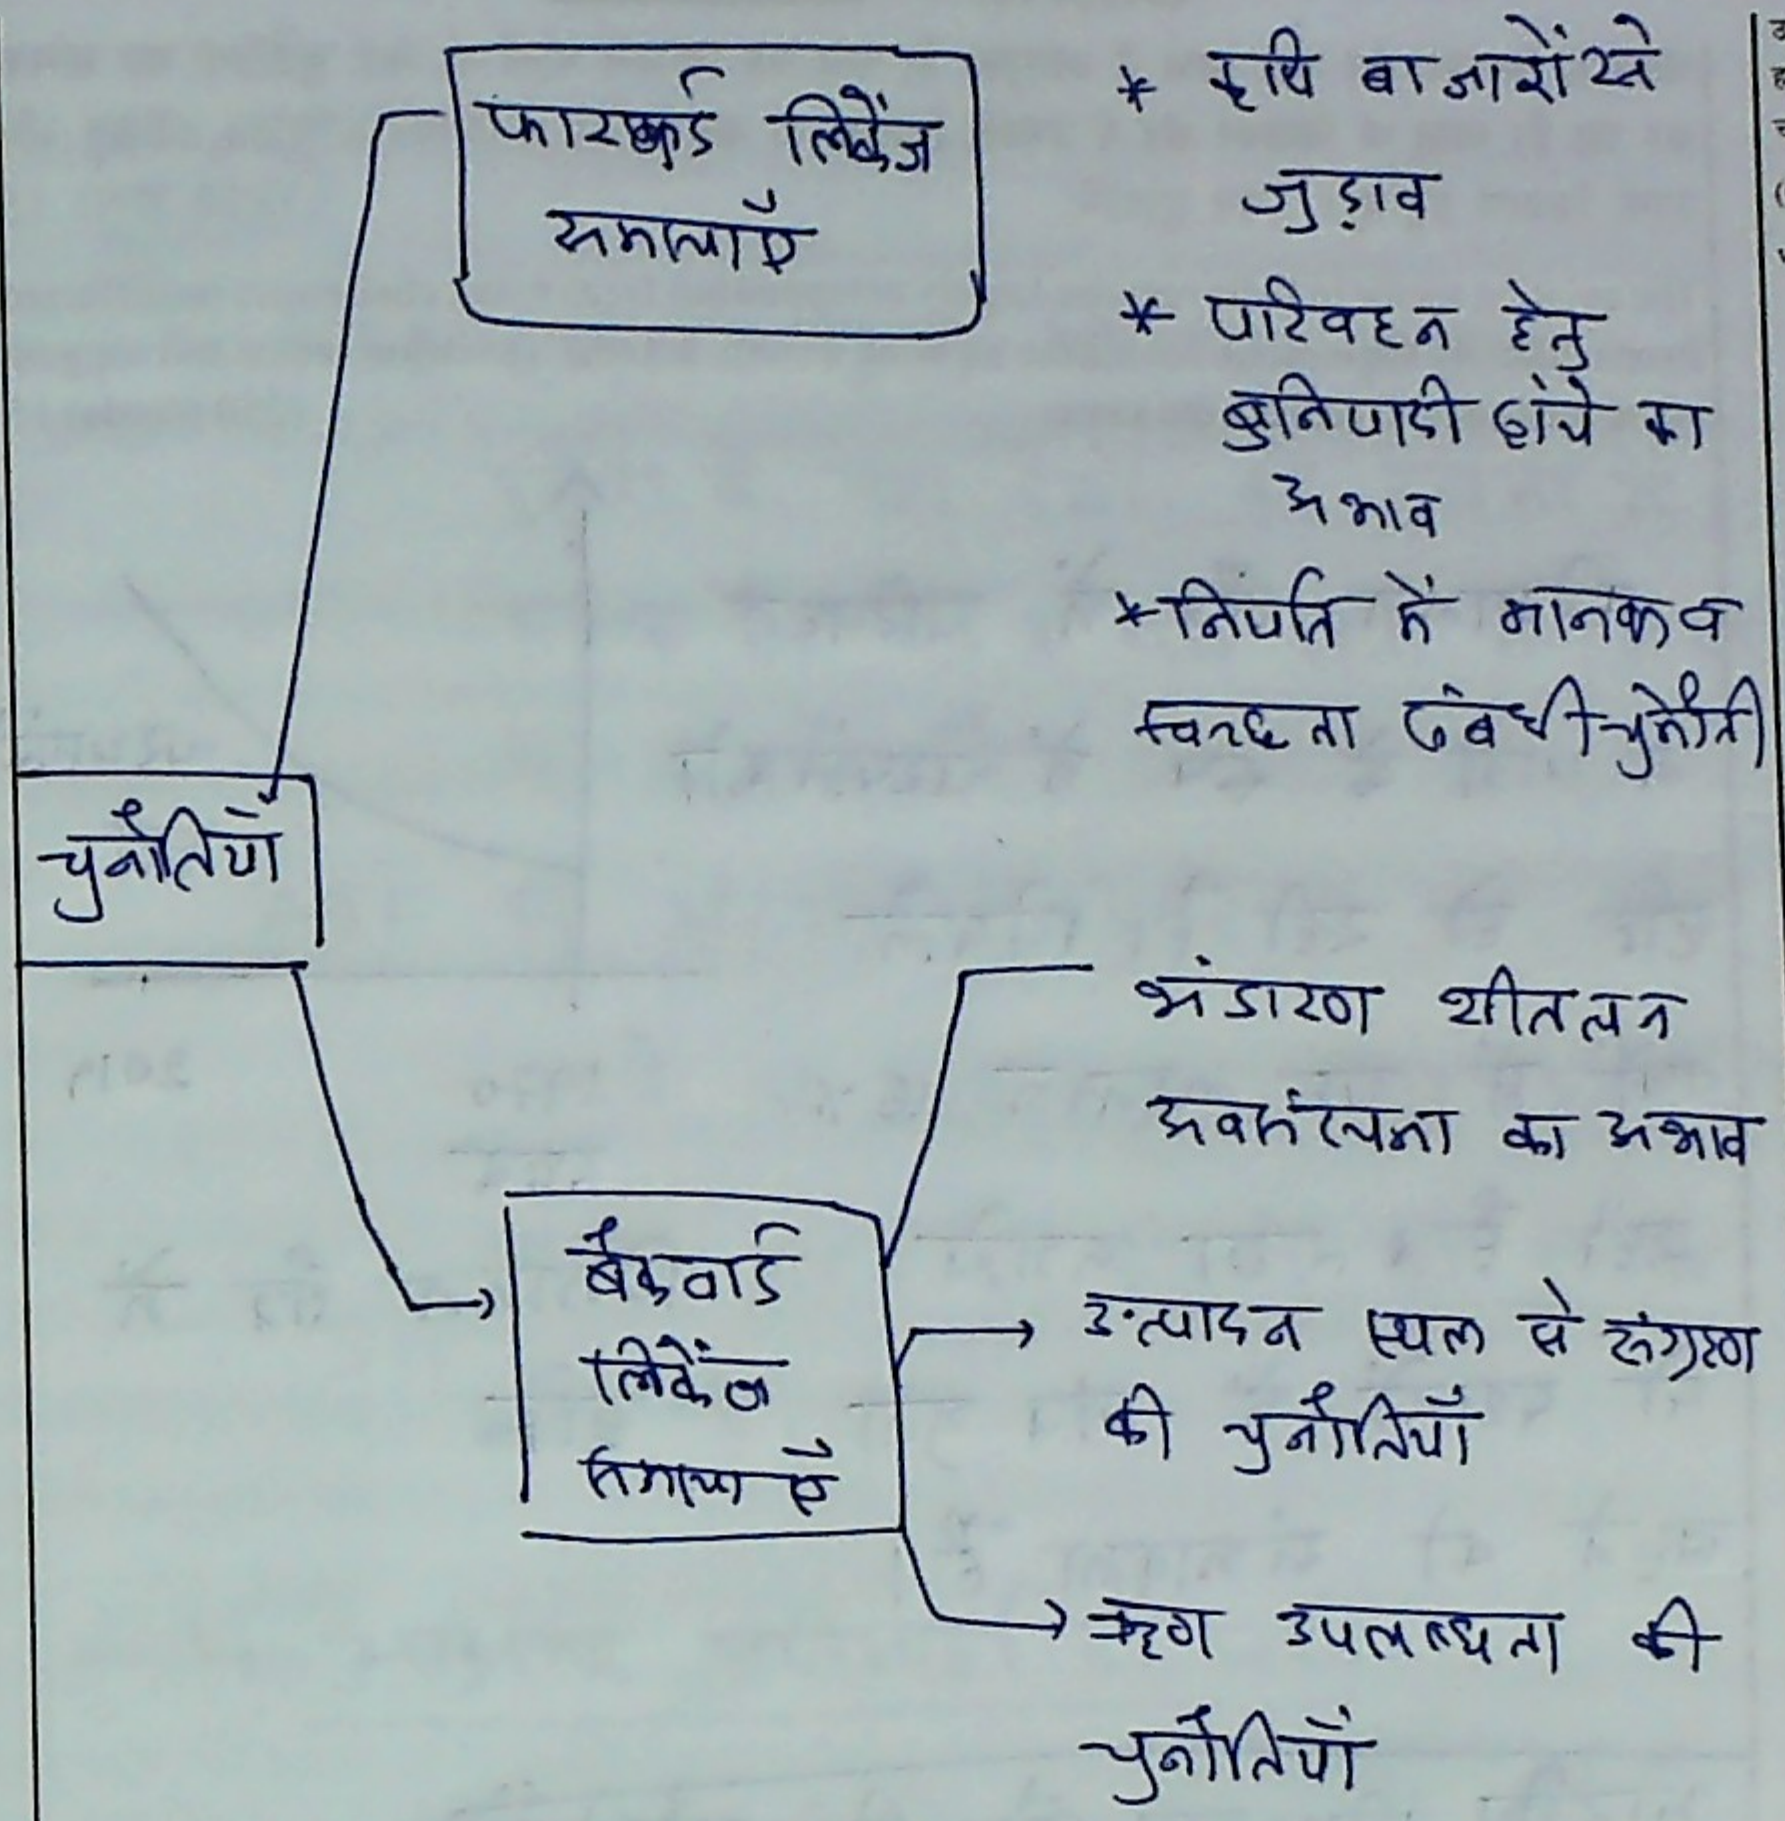 फारवर्ड लिंकेज
समस्याएँ
* कृषि बाजारों से
जुड़ाव
* परिवहन हेतु
बुनियादी ढांचे का
अभाव
* निर्यात में मानक व
स्वच्छता संबंधी चुनौती
चुनौतियाँ
भंडारण शीतलन
अवसंरचना का अभाव
बैकवार्ड
लिंकेज
समस्याएँ
उत्पादन स्थल से संग्रहण
की चुनौतियाँ
ऋण उपलब्धता की
चुनौतियाँ